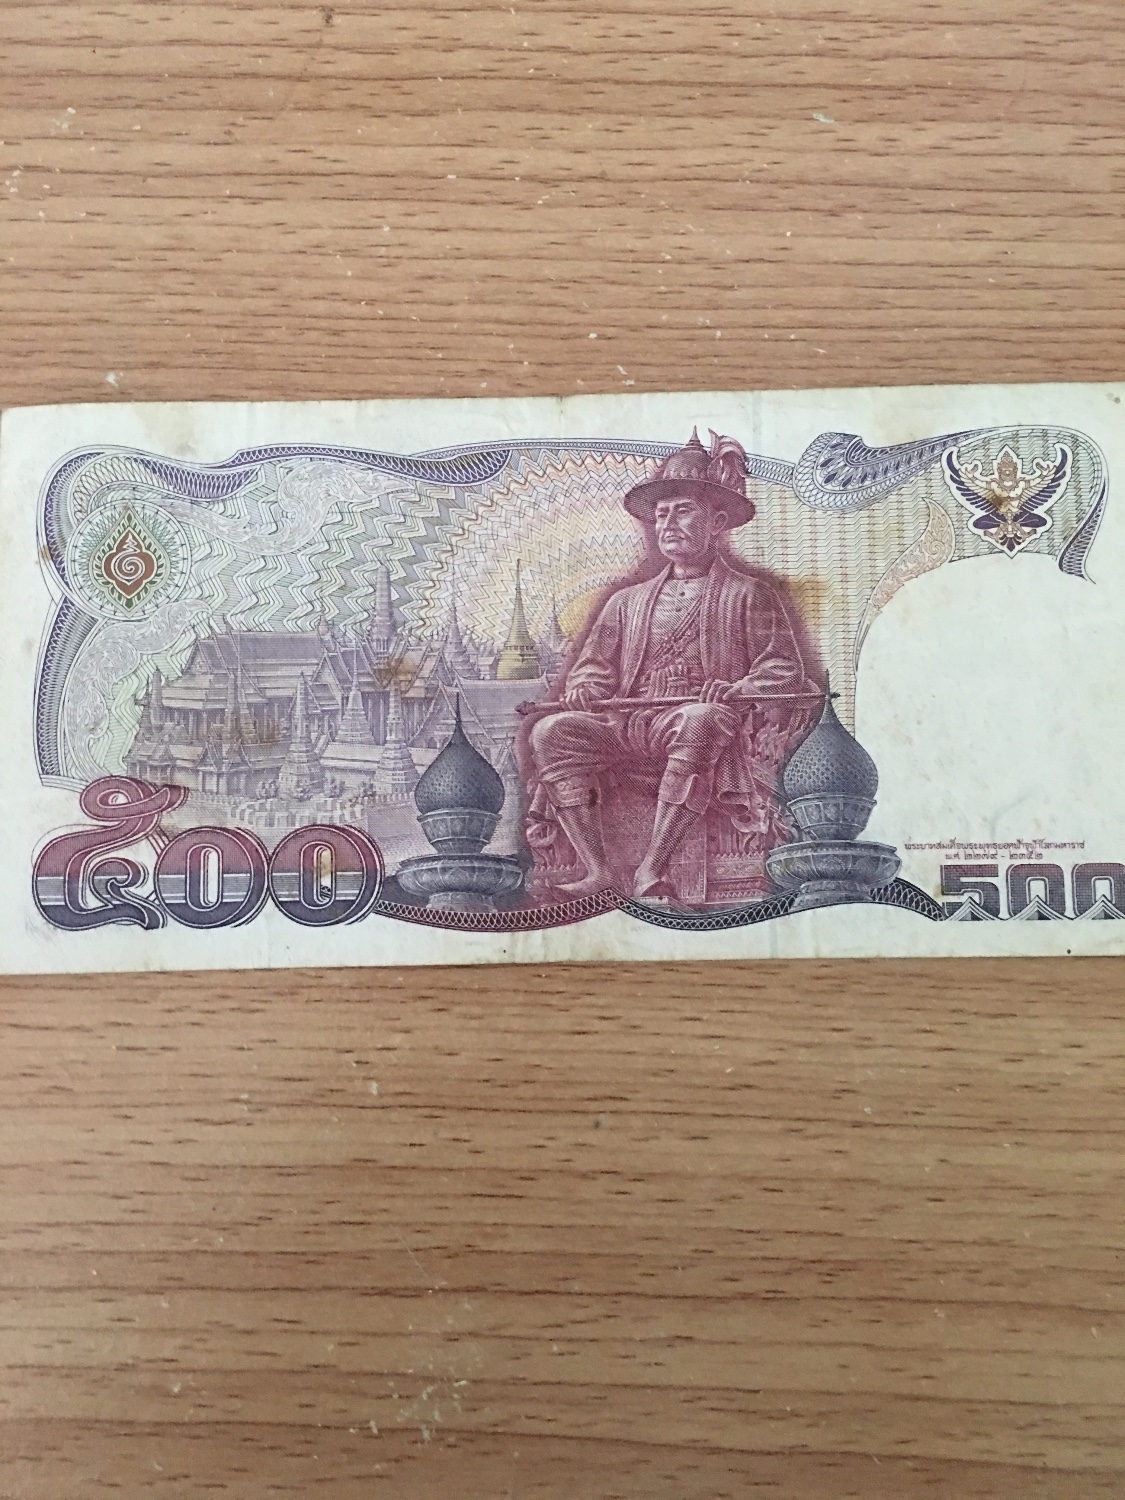 พระบาทสมเด็จพระพุทธยอดฟ้าจุฬาโลกมหาราช
พ.ศ. ๒๒๗๙ - ๒๓๕๒
๕๐๐
500